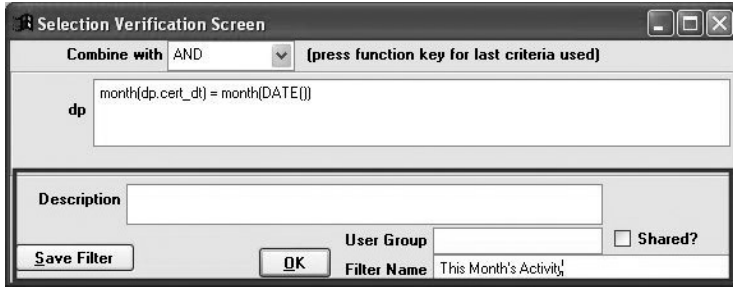 Selection Verification Screen
Combine with AND (press function key for last criteria used)
dp month(dp.cert_dt) = month(DATE())
Description
User Group Shared?
Save Filter OK Filter Name This Month's Activity